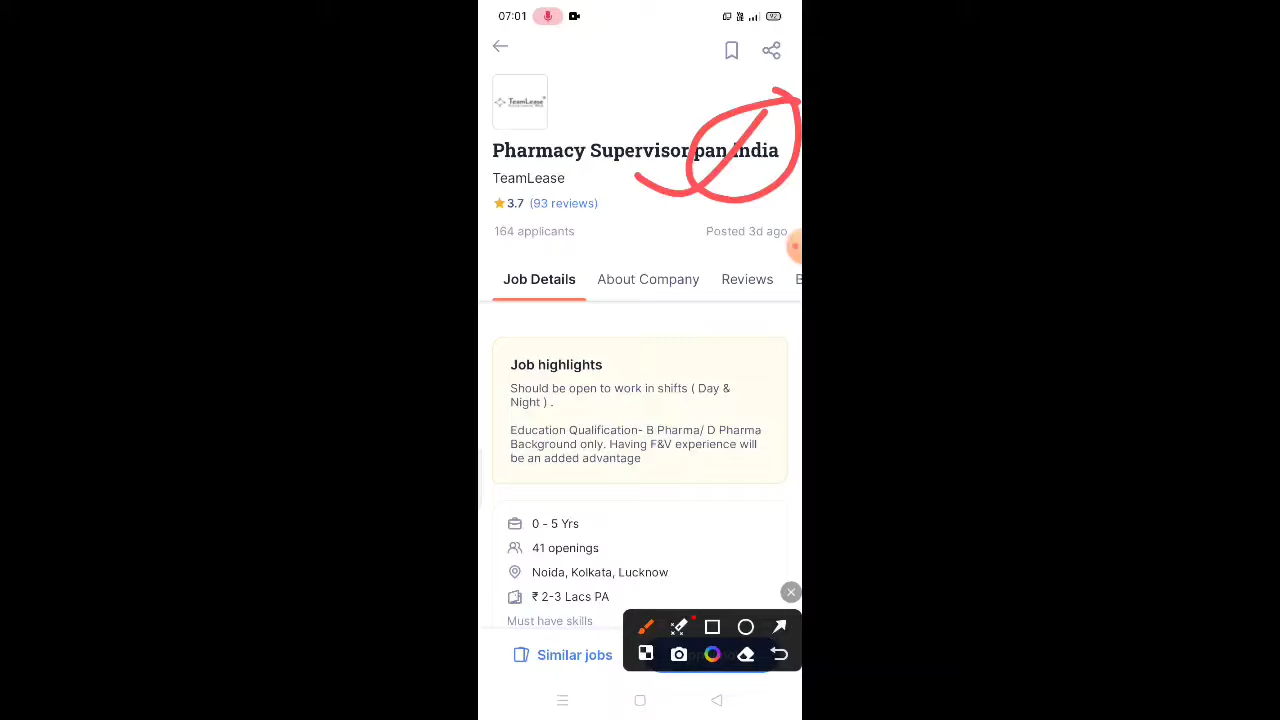 07:01
92
TeamLease
Pharmacy Supervisor pan India
TeamLease
3.7 (93 reviews)
164 applicants
Posted 3d ago
Job Details
About Company
Reviews
B
Job highlights
Should be open to work in shifts ( Day &
Night ) .
Education Qualification- B Pharma/ D Pharma
Background only. Having F&V experience will
be an added advantage
0 - 5 Yrs
41 openings
Noida, Kolkata, Lucknow
₹ 2-3 Lacs PA
Must have skills
Similar jobs